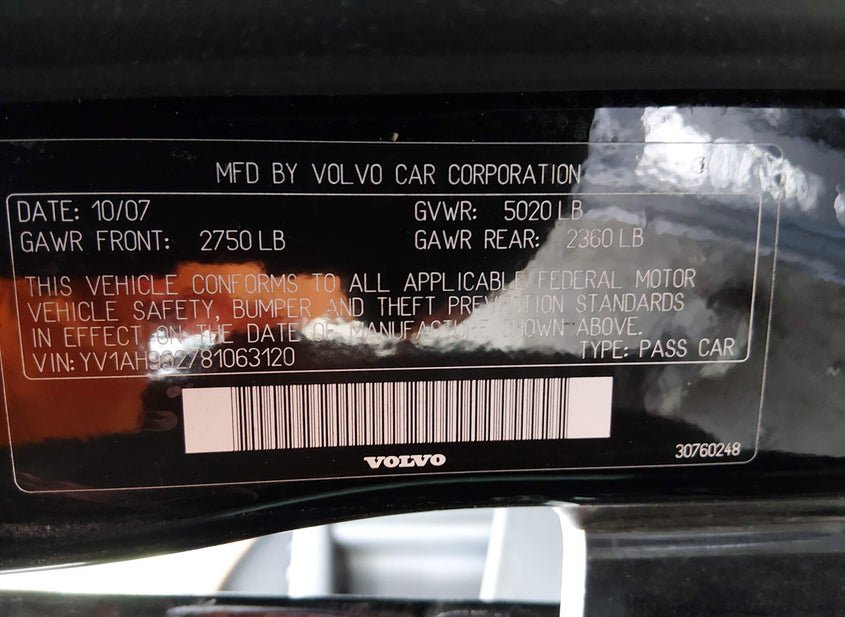 MFD BY VOLVO CAR CORPORATION
DATE: 10/07 GVWR: 5020 LB
GAWR FRONT: 2750 LB GAWR REAR: 2360 LB
THIS VEHICLE CONFORMS TO ALL APPLICABLE FEDERAL MOTOR
VEHICLE SAFETY, BUMPER AND THEFT PREVENTION STANDARDS
IN EFFECT ON THE DATE OF MANUFACTURE SHOWN ABOVE.
VIN: YV1AH992781063120 TYPE: PASS CAR
VOLVO
30760248